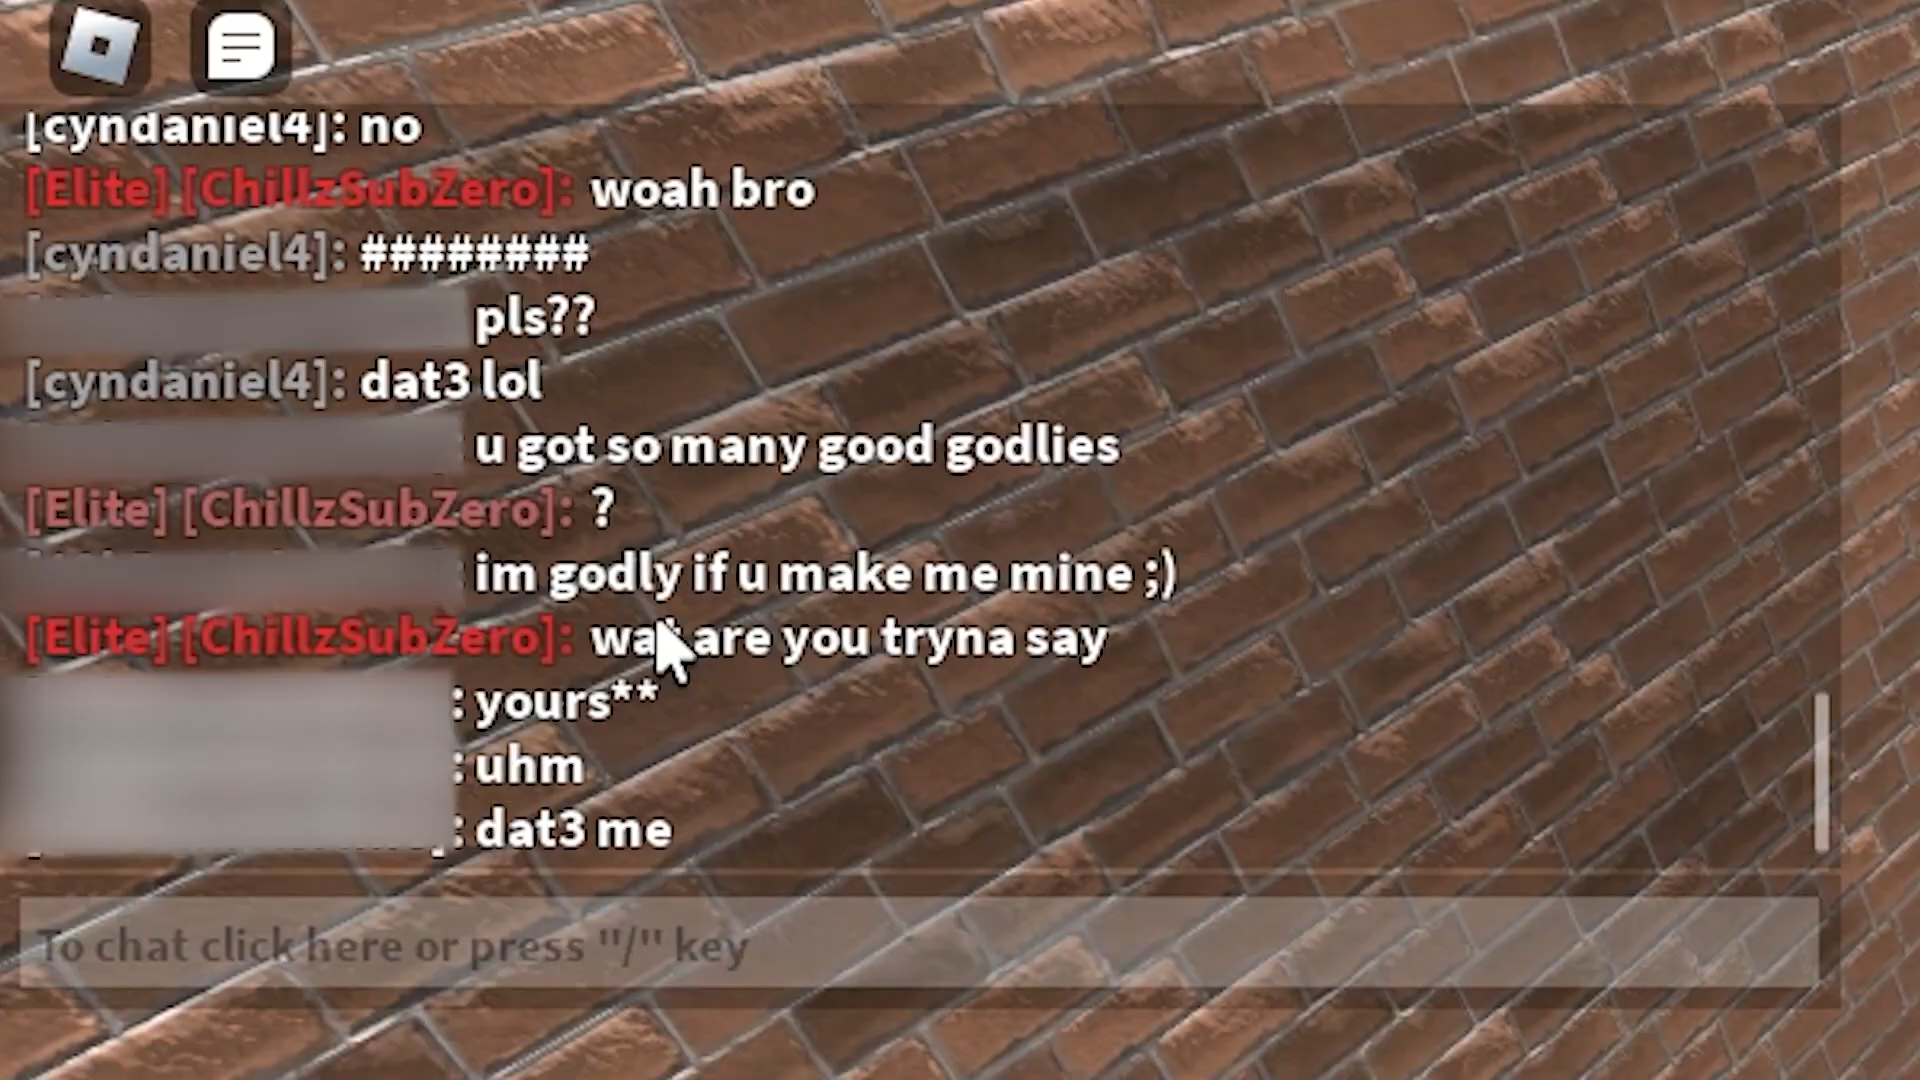 [cyndaniel4]: no
[Elite] [ChillzSubZero]: woah bro
[cyndaniel4]: ########
pls??
[cyndaniel4]: dat3 lol
: u got so many good godlies
[Elite] [ChillzSubZero]: ?
: im godly if u make me mine ;)
[Elite] [ChillzSubZero]: are you tryna say
: yours**
: uhm
]: dat3 me
To chat click here or press "/" key